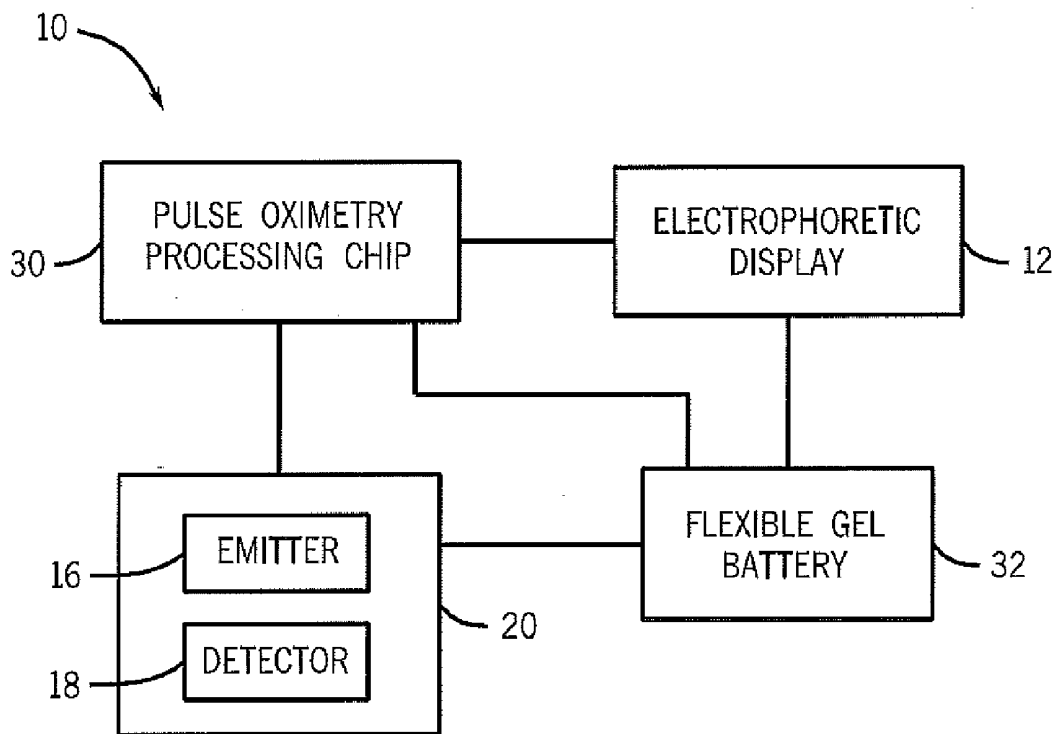 10
PULSE OXIMETRY
PROCESSING CHIP
30
ELECTROPHORETIC
DISPLAY
12
EMITTER
16
DETECTOR
18
20
FLEXIBLE GEL
BATTERY
32